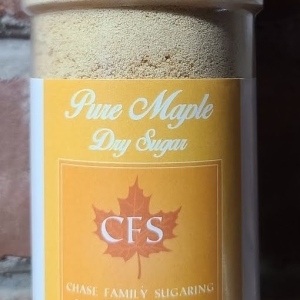 Pure Maple
Dry Sugar
CFS
CHASE FAMILY SUGARING